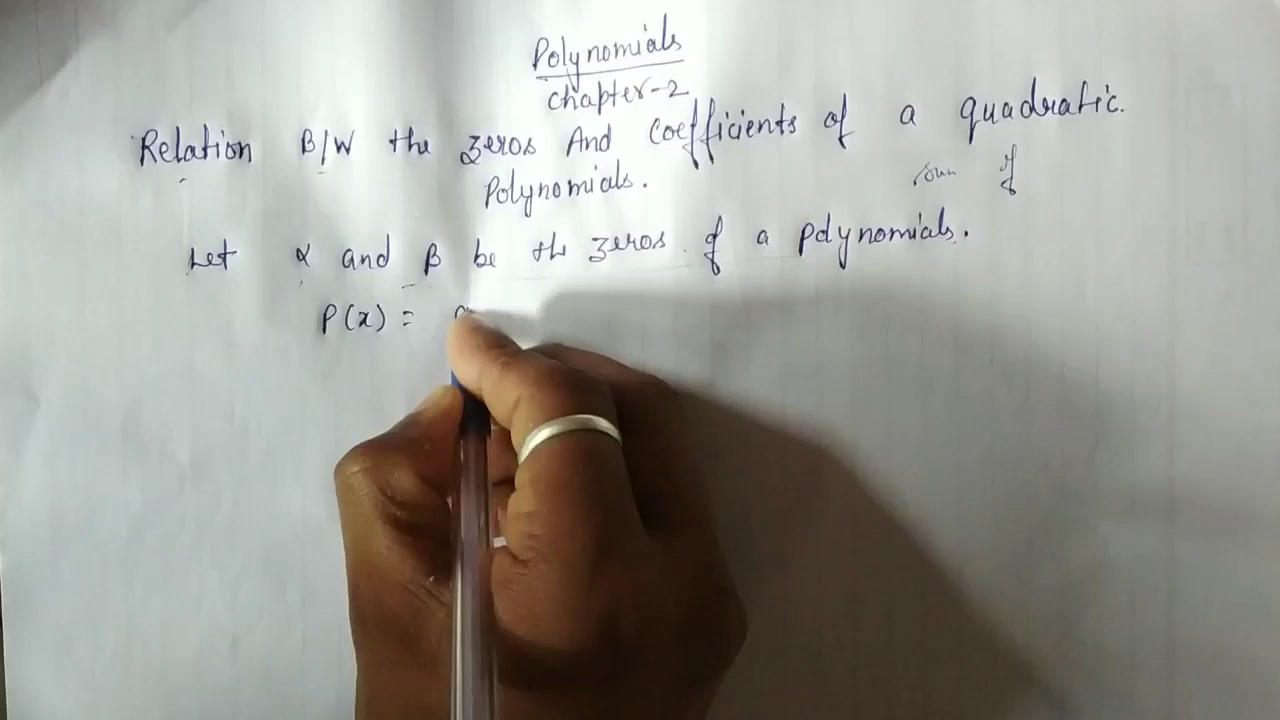 Polynomials
chapter-2
Relation B/W the zeros And Coefficients of a quadratic.
Polynomials.
sum of
Let α and β be the zeros of a polynomials.
P(x) =